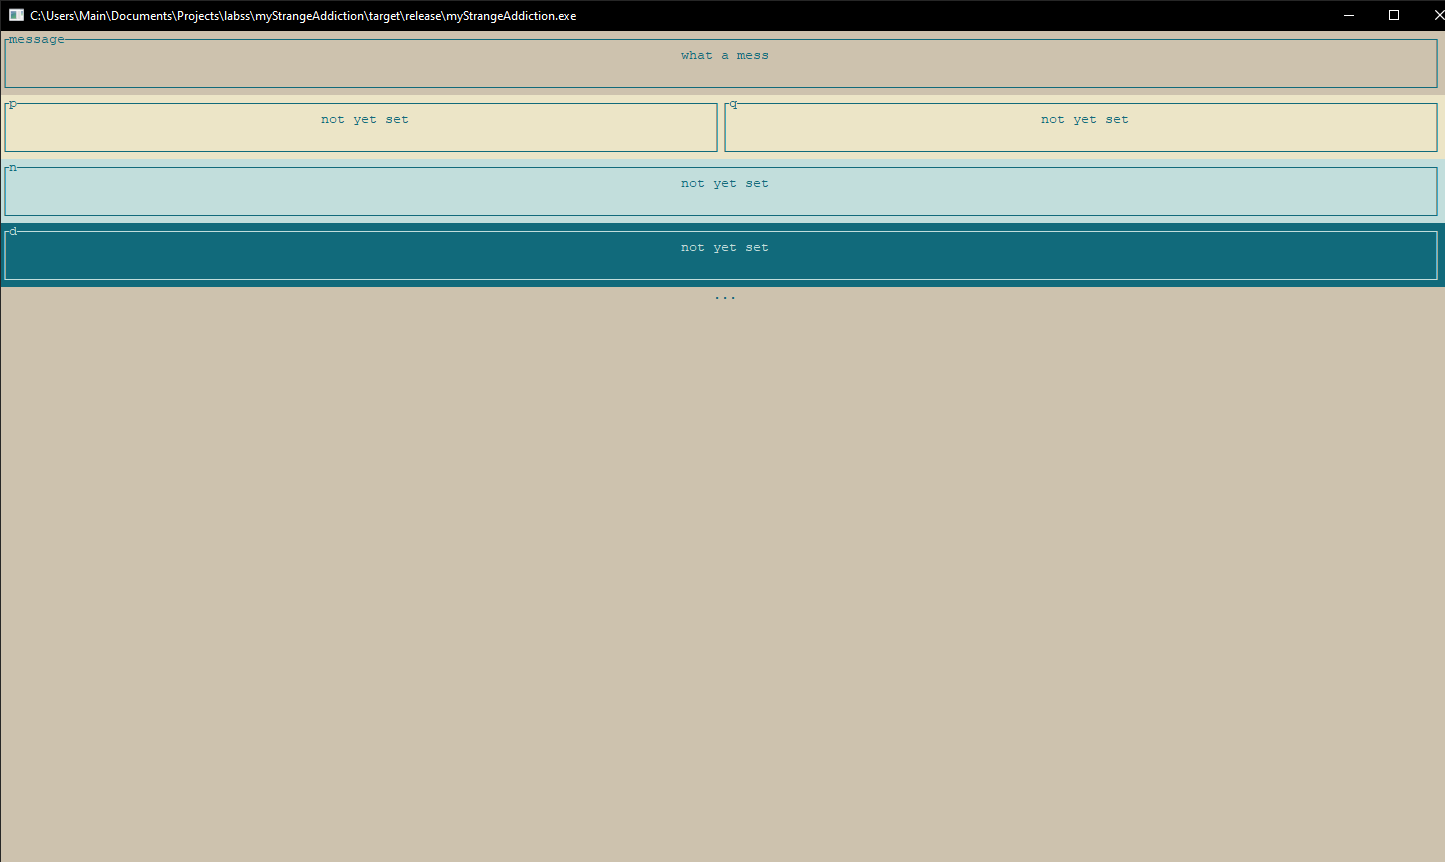 C:\Users\Main\Documents\Projects\labss\myStrangeAddiction\target\release\myStrangeAddiction.exe
message
what a mess
p
q
not yet set
not yet set
n
not yet set
d
not yet set
...